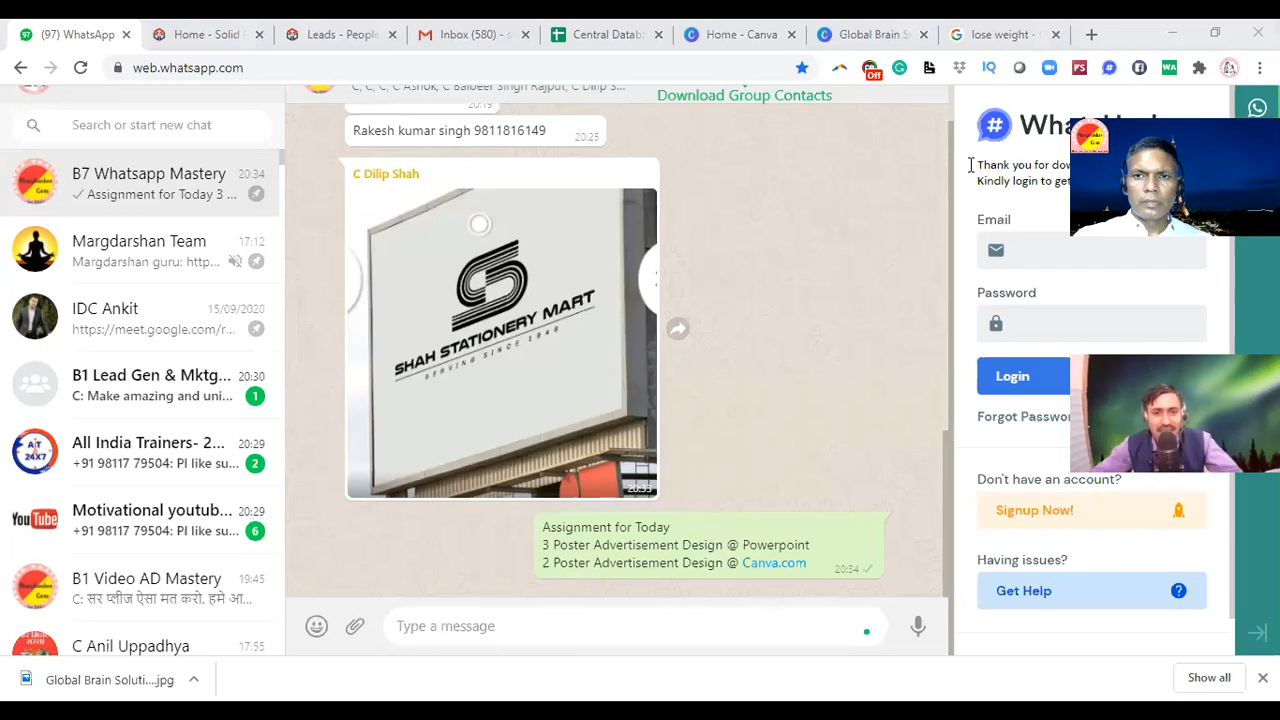 (97) WhatsApp
Home - Solid
Leads - People
Inbox (580) -
Central Datab
Home - Canva
Global Brain S
lose weight -
web.whatsapp.com
Off
Search or start new chat
B7 Whatsapp Mastery
20:34
Assignment for Today 3 ...
Margdarshan Team
17:12
Margdarshan guru: http...
IDC Ankit
15/09/2020
https://meet.google.com/r...
B1 Lead Gen & Mktg...
20:30
C: Make amazing and uni...
1
All India Trainers- 2...
20:29
+91 98117 79504: Pl like su...
2
Motivational youtub...
20:29
+91 98117 79504: Pl like su...
6
B1 Video AD Mastery
19:45
C: सर प्लीज ऐसा मत करो. हमे आ...
C Anil Uppadhya
17:55
Download Group Contacts
20:19
Rakesh kumar singh 9811816149
20:25
C Dilip Shah
SHAH STATIONERY MART
SERVING SINCE 1948
20:33
Assignment for Today
3 Poster Advertisement Design @ Powerpoint
2 Poster Advertisement Design @ Canva.com
20:34
Type a message
Thank you for
Kindly login to get
Email
Password
Login
Forgot
Don't have an account?
Signup Now!
Having issues?
Get Help
Global Brain Soluti....jpg
Show all